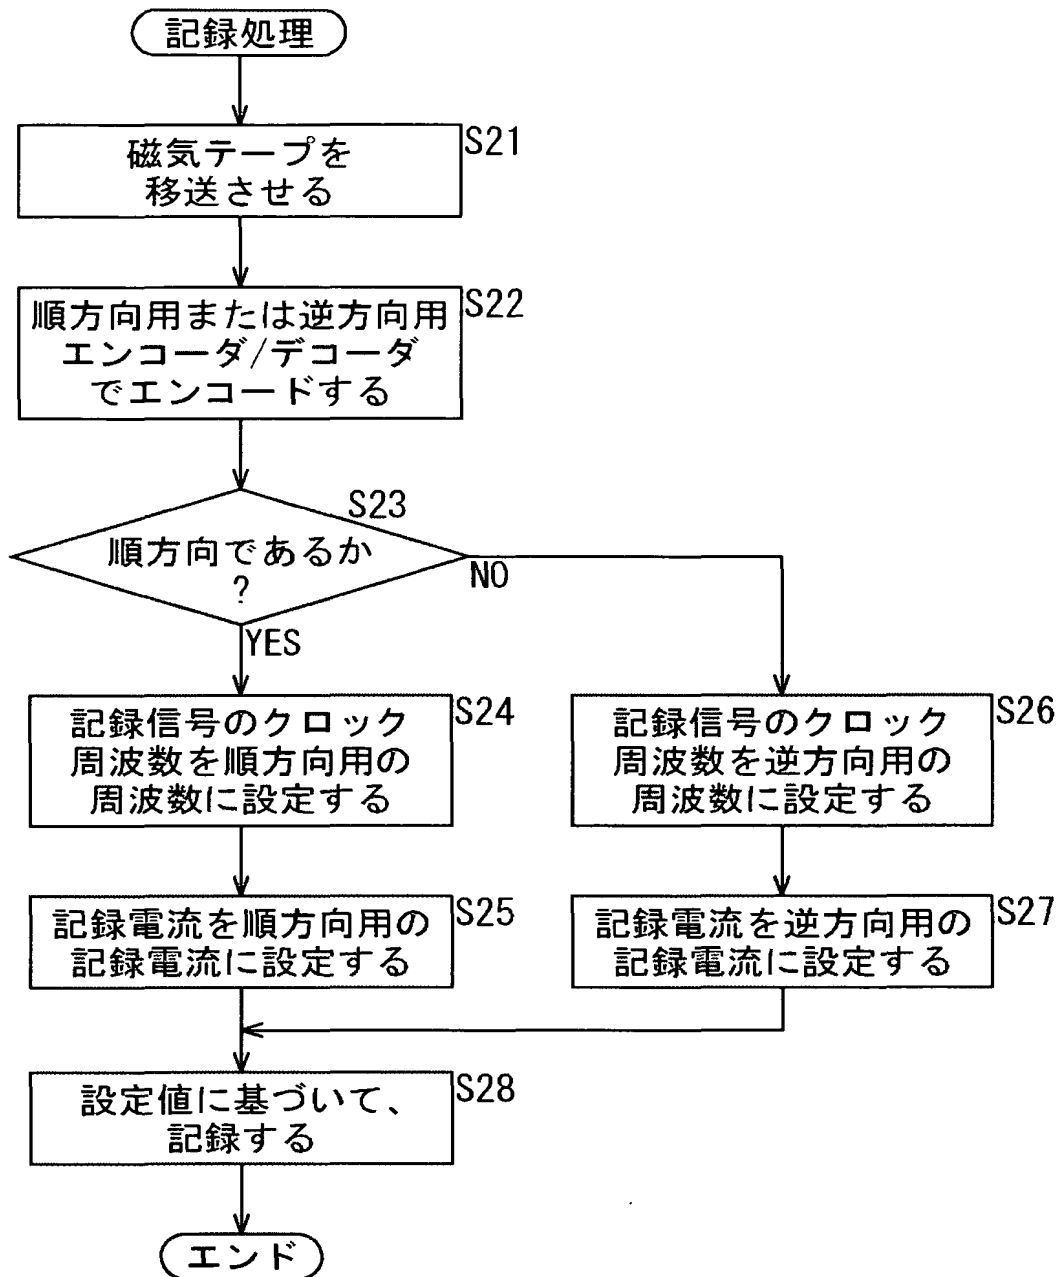 記録処理
S21
磁気テープを
移送させる
S22
順方向用または逆方向用
エンコーダ/デコーダ
でエンコードする
S23
順方向であるか
?
NO
YES
S24
記録信号のクロック
周波数を順方向用の
周波数に設定する
S26
記録信号のクロック
周波数を逆方向用の
周波数に設定する
S25
記録電流を順方向用の
記録電流に設定する
S27
記録電流を逆方向用の
記録電流に設定する
S28
設定値に基づいて、
記録する
エンド